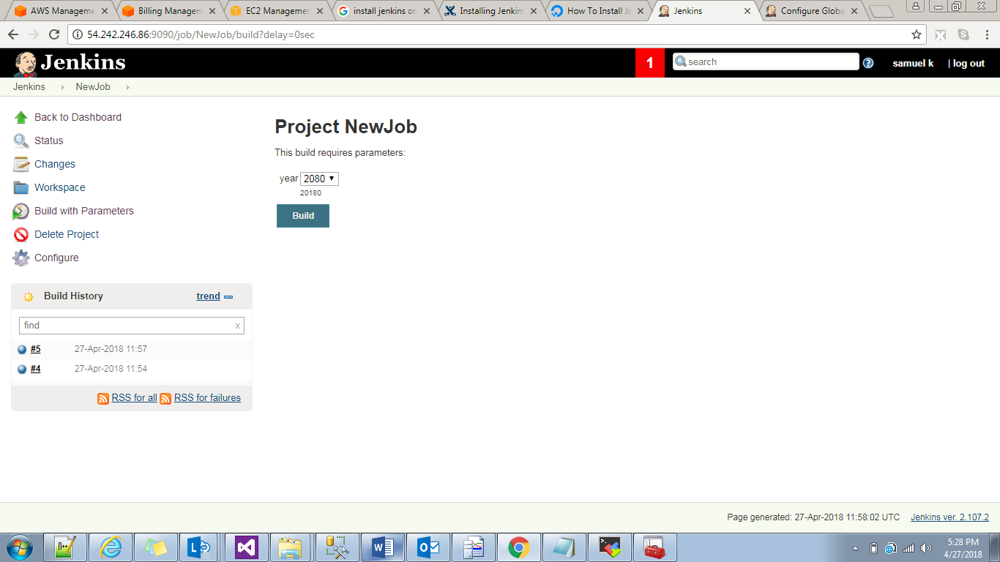 AWS Manageme
Billing Managem
EC2 Managemen
install jenkins on
Installing Jenkins
How To Install Je
Jenkins
Configure Globa
54.242.246.86:9090/job/NewJob/build?delay=0sec
Jenkins
1
search
samuel k
| log out
Jenkins
NewJob
Back to Dashboard
Status
Changes
Workspace
Build with Parameters
Delete Project
Configure
Project NewJob
This build requires parameters:
year 2080
20180
Build
Build History
trend
find
x
#5 27-Apr-2018 11:57
#4 27-Apr-2018 11:54
RSS for all RSS for failures
Page generated: 27-Apr-2018 11:58:02 UTC Jenkins ver. 2.107.2
5:28 PM
4/27/2018